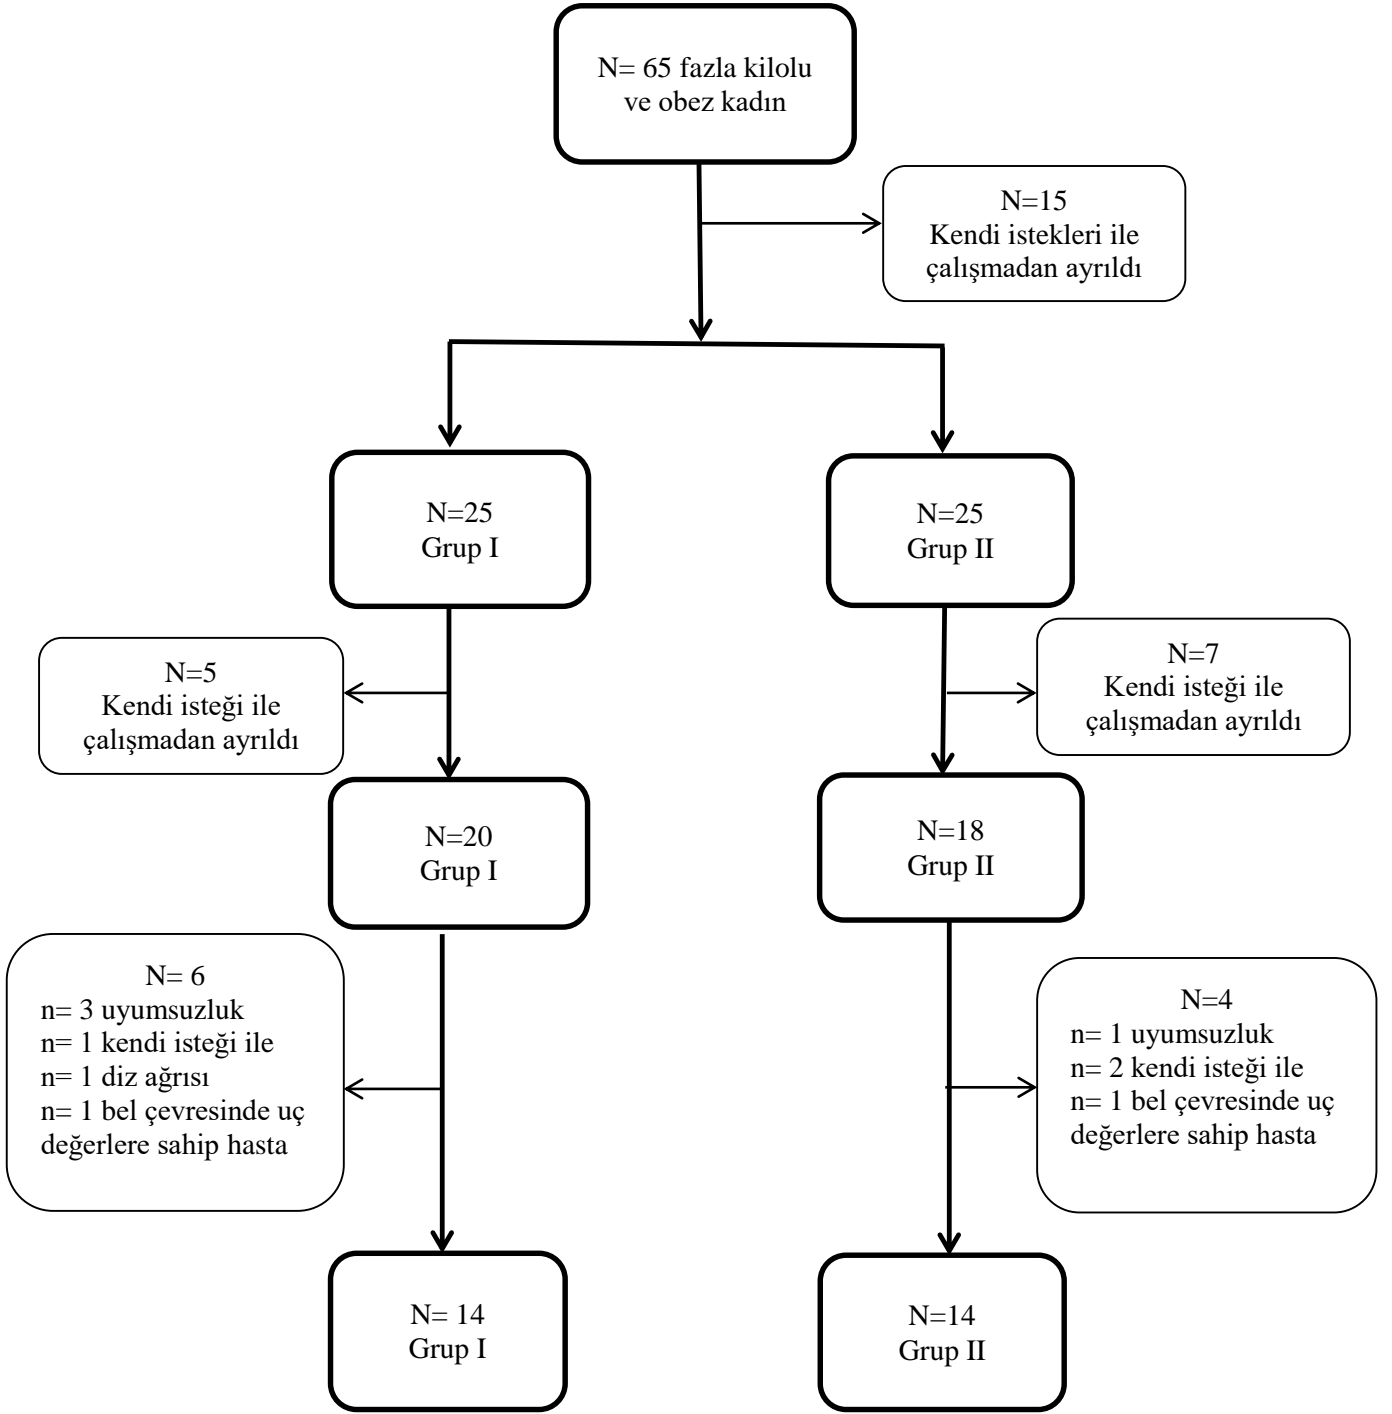 N= 65 fazla kilolu
ve obez kadın
N=15
Kendi istekleri ile
çalışmadan ayrıldı
N=25
Grup I
N=25
Grup II
N=5
Kendi isteği ile
çalışmadan ayrıldı
N=7
Kendi isteği ile
çalışmadan ayrıldı
N=20
Grup I
N=18
Grup II
N= 6
n= 3 uyumsuzluk
n= 1 kendi isteği ile
n= 1 diz ağrısı
n= 1 bel çevresinde uç
değerlere sahip hasta
N=4
n= 1 uyumsuzluk
n= 2 kendi isteği ile
n= 1 bel çevresinde uç
değerlere sahip hasta
N= 14
Grup I
N=14
Grup II